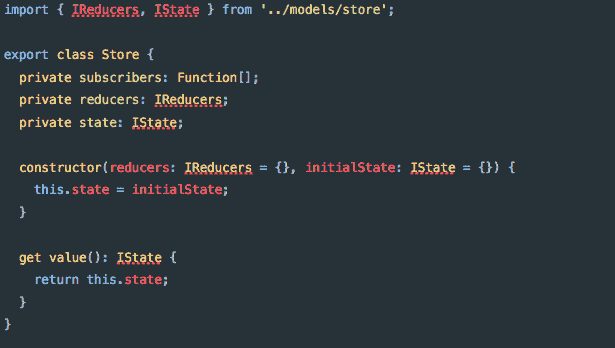 import { IReducers, IState } from '../models/store';

export class Store {
  private subscribers: Function[];
  private reducers: IReducers;
  private state: IState;

  constructor(reducers: IReducers = {}, initialState: IState = {}) {
    this.state = initialState;
  }

  get value(): IState {
    return this.state;
  }
}